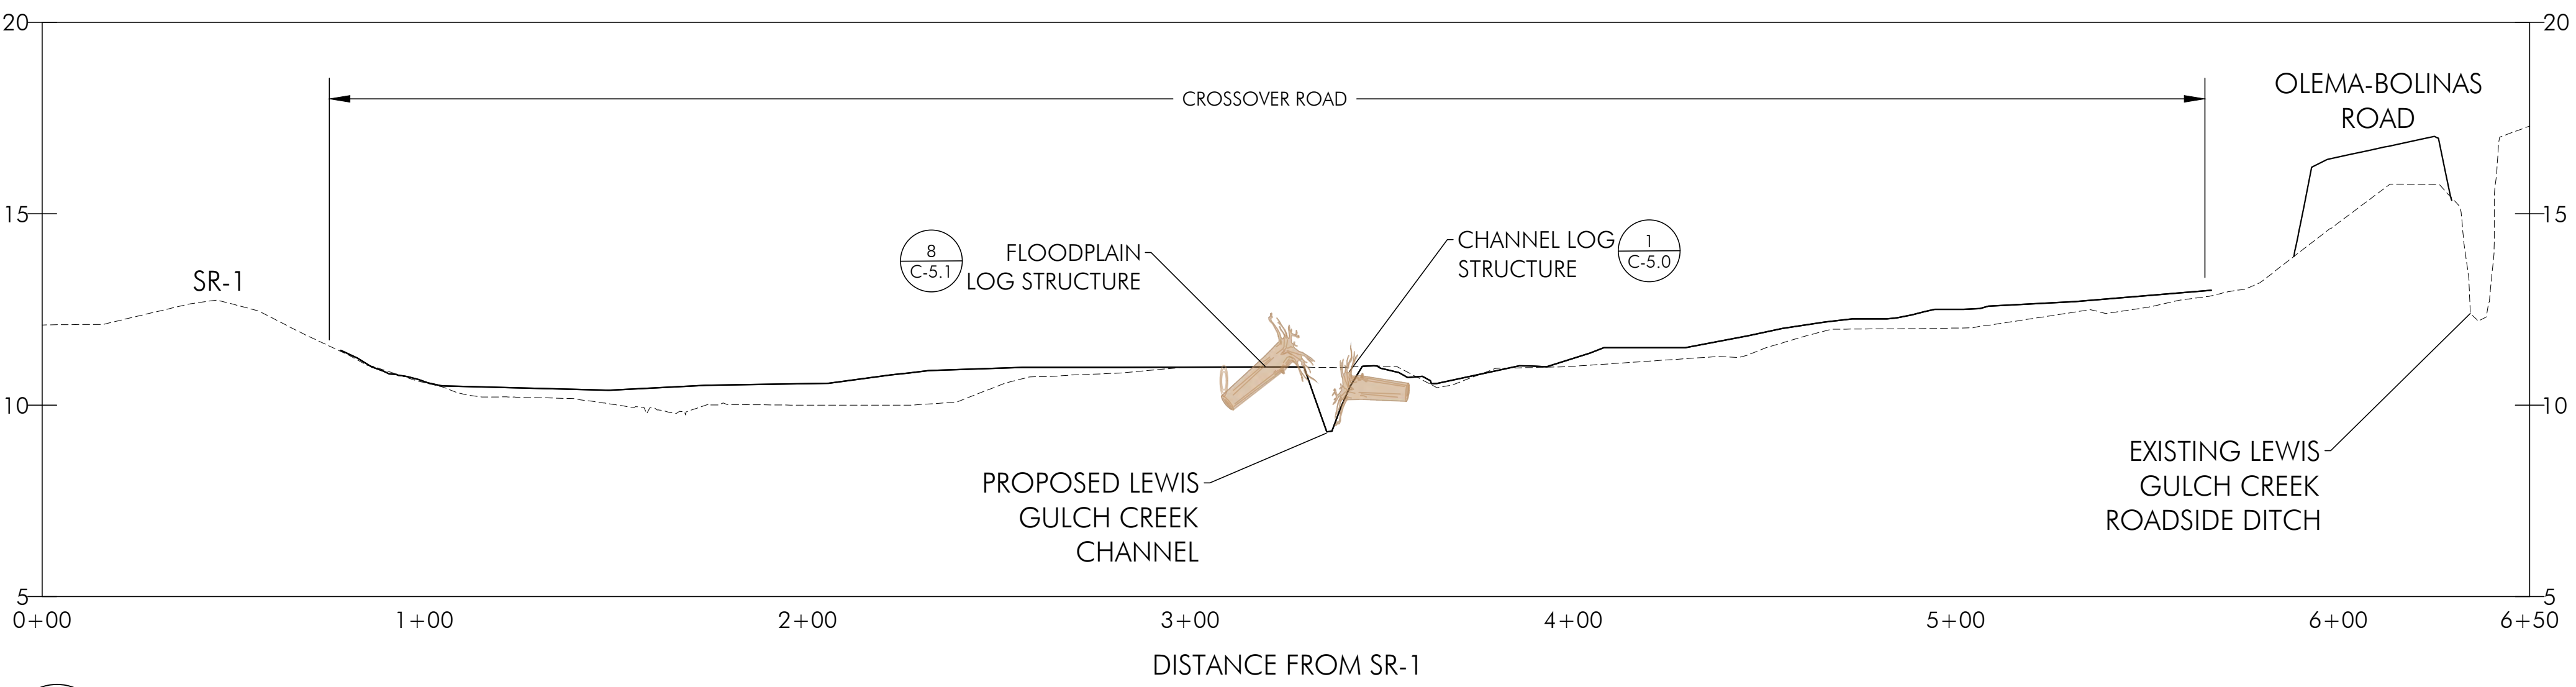 20
20
CROSSOVER ROAD
OLEMA-BOLINAS
ROAD
15
15
8
C-5.1
FLOODPLAIN
LOG STRUCTURE
CHANNEL LOG
STRUCTURE
1
C-5.0
SR-1
10
10
PROPOSED LEWIS
GULCH CREEK
CHANNEL
EXISTING LEWIS
GULCH CREEK
ROADSIDE DITCH
5
5
0+00 1+00 2+00 3+00 4+00 5+00 6+00 6+50
DISTANCE FROM SR-1